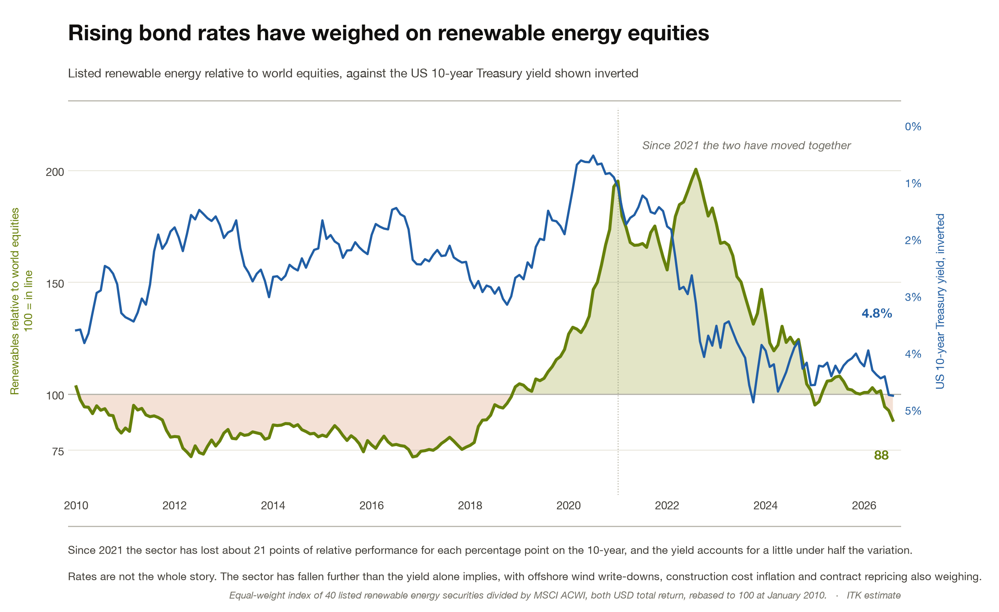 Rising bond rates have weighed on renewable energy equities
Listed renewable energy relative to world equities, against the US 10-year Treasury yield shown inverted
Renewables relative to world equities
100 = in line
200
150
100
75
Since 2021 the two have moved together
4.8%
88
0%
1%
2%
3%
4%
5%
US 10-year Treasury yield, inverted
2010
2012
2014
2016
2018
2020
2022
2024
2026
Since 2021 the sector has lost about 21 points of relative performance for each percentage point on the 10-year, and the yield accounts for a little under half the variation.
Rates are not the whole story. The sector has fallen further than the yield alone implies, with offshore wind write-downs, construction cost inflation and contract repricing also weighing.
Equal-weight index of 40 listed renewable energy securities divided by MSCI ACWI, both USD total return, rebased to 100 at January 2010. · ITK estimate